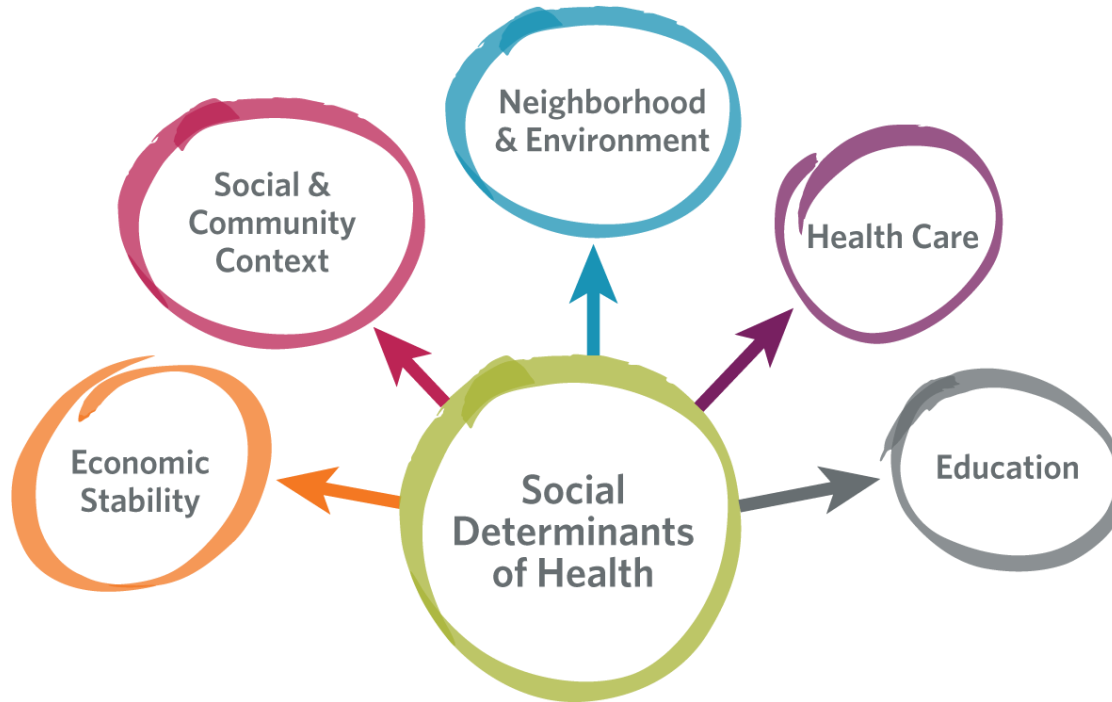 Neighborhood
& Environment
Social &
Community
Context
Health Care
Economic
Stability
Education
Social
Determinants
of Health